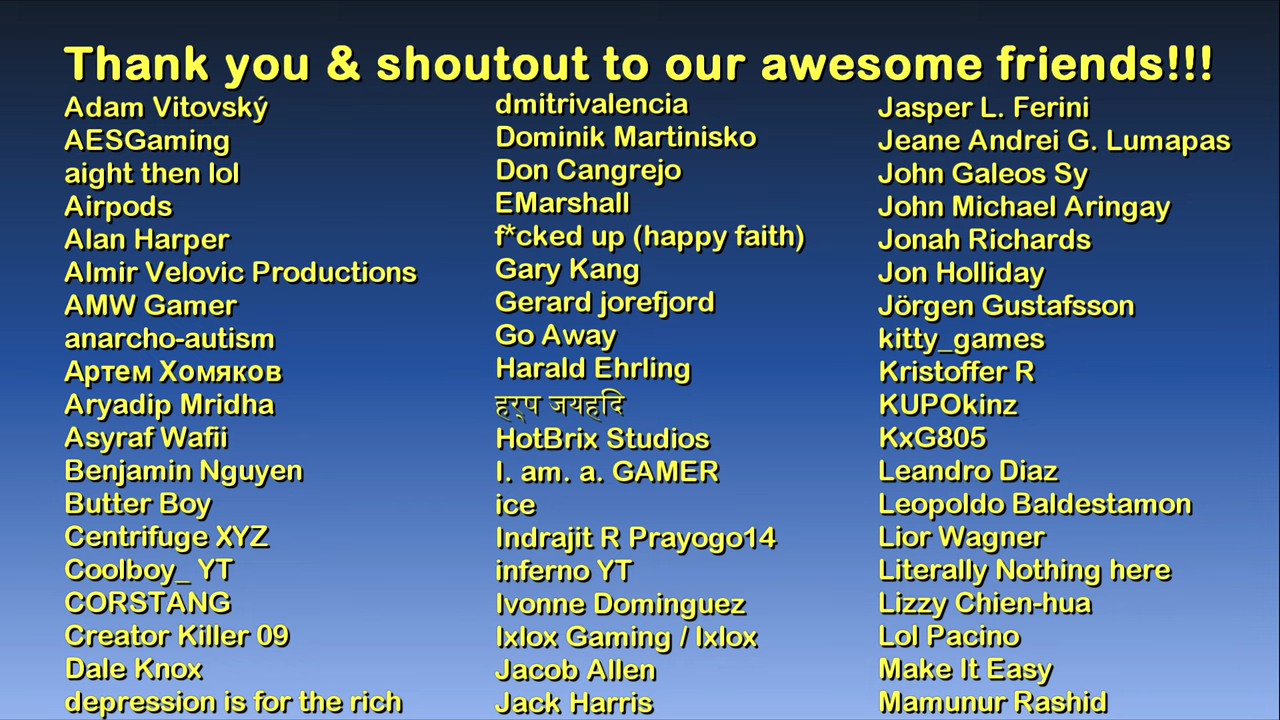 Thank you & shoutout to our awesome friends!!!
Adam Vitovský
AESGaming
aight then lol
Airpods
Alan Harper
Almir Velovic Productions
AMW Gamer
anarcho-autism
Артем Хомяков
Aryadip Mridha
Asyraf Wafii
Benjamin Nguyen
Butter Boy
Centrifuge XYZ
Coolboy_ YT
CORSTANG
Creator Killer 09
Dale Knox
depression is for the rich
dmitrivalencia
Dominik Martinisko
Don Cangrejo
EMarshall
f*cked up (happy faith)
Gary Kang
Gerard jorefjord
Go Away
Harald Ehrling
हर्ष जयहिंद
HotBrix Studios
I. am. a. GAMER
ice
Indrajit R Prayogo14
inferno YT
Ivonne Dominguez
Ixlox Gaming / Ixlox
Jacob Allen
Jack Harris
Jasper L. Ferini
Jeane Andrei G. Lumapas
John Galeos Sy
John Michael Aringay
Jonah Richards
Jon Holliday
Jörgen Gustafsson
kitty_games
Kristoffer R
KUPOkinz
KxG805
Leandro Diaz
Leopoldo Baldestamon
Lior Wagner
Literally Nothing here
Lizzy Chien-hua
Lol Pacino
Make It Easy
Mamunur Rashid